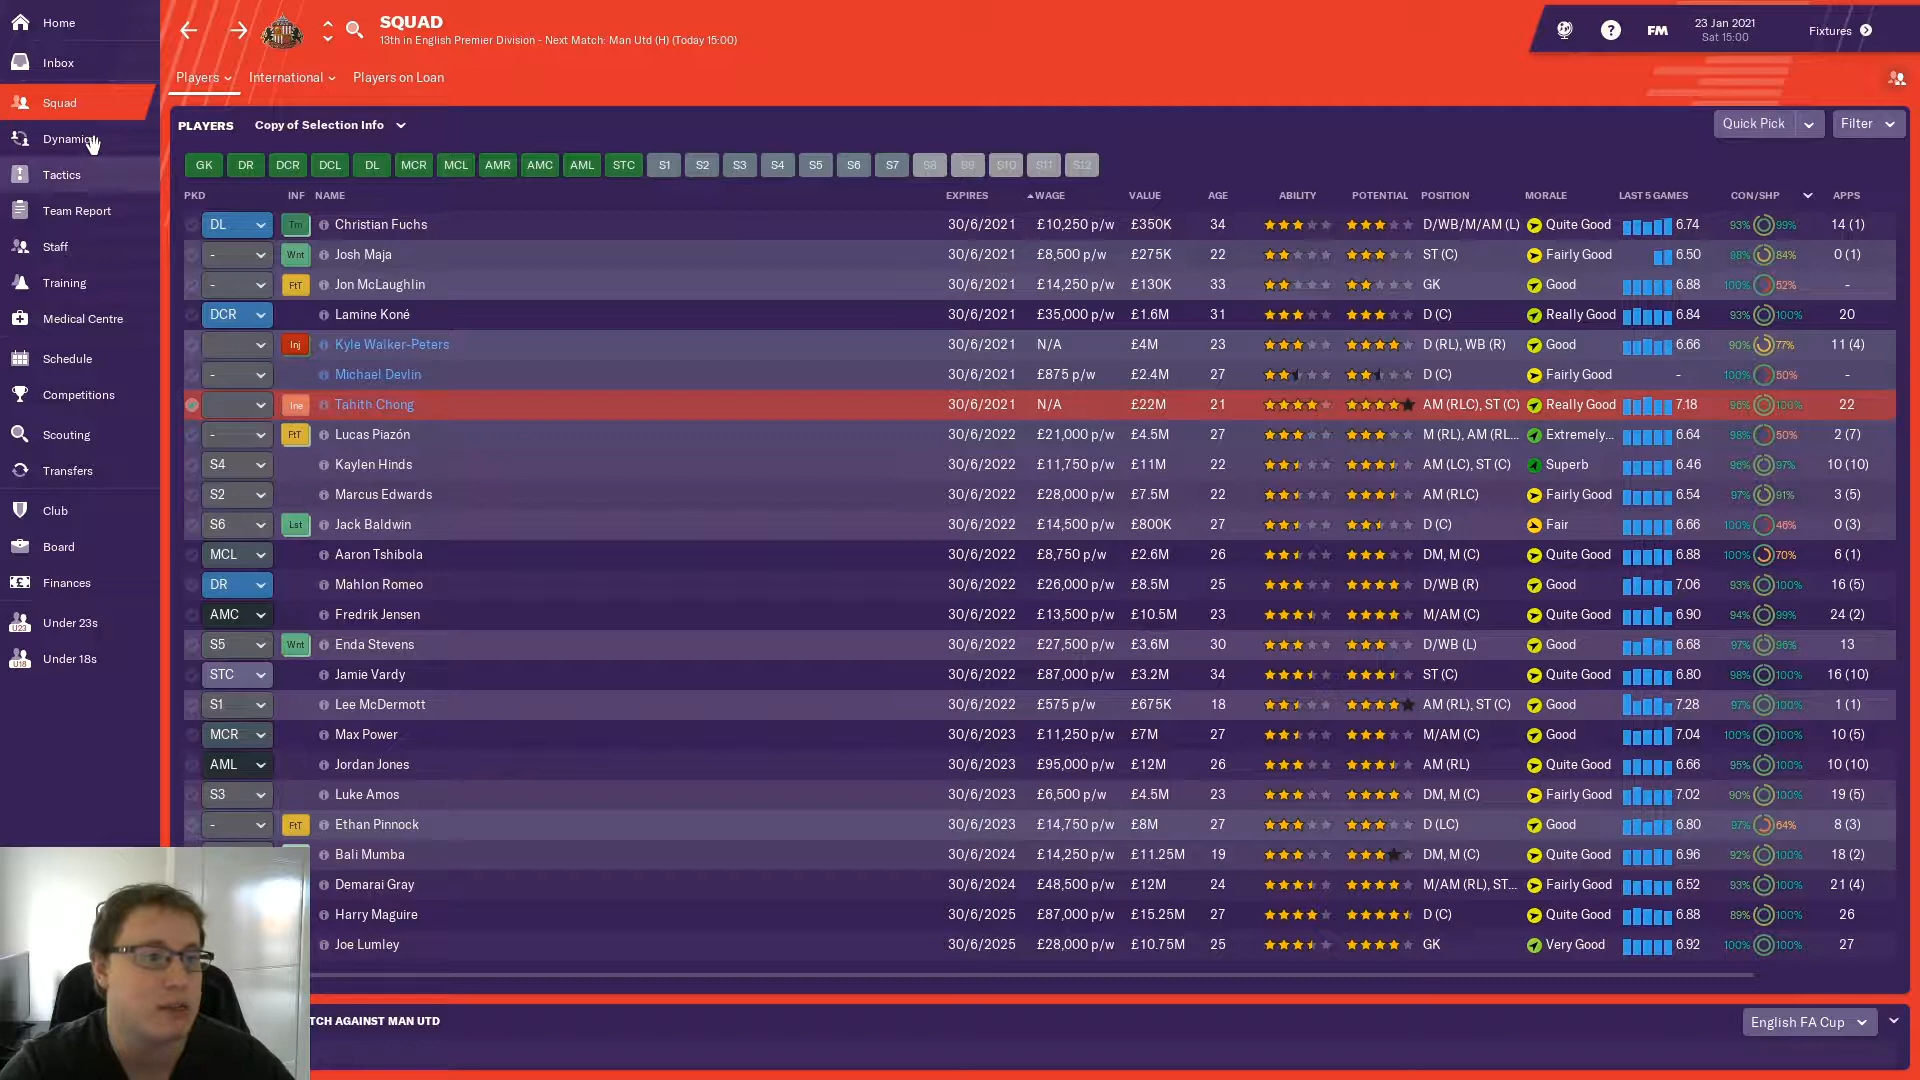 Home
Inbox
Squad
Dynamics
Tactics
Team Report
Staff
Training
Medical Centre
Schedule
Competitions
Scouting
Transfers
Club
Board
Finances
U23 Under 23s
U18 Under 18s
SQUAD
13th in English Premier Division - Next Match: Man Utd (H) (Today 15:00)
? FM 23 Jan 2021 Fixtures
Sat 15:00
Players International Players on Loan
PLAYERS Copy of Selection Info Quick Pick Filter
GK DR DCR DCL DL MCR MCL AMR AMC AML STC S1 S2 S3 S4 S5 S6 S7 S8 S9 S10 S11 S12
PKD INF NAME EXPIRES WAGE VALUE AGE ABILITY POTENTIAL POSITION MORALE LAST 5 GAMES CON/SHP APPS
DL Trn Christian Fuchs 30/6/2021 £10,250 p/w £350K 34 D/WB/M/AM (L) Quite Good 6.74 93% 99% 14 (1)
- Wnt Josh Maja 30/6/2021 £8,500 p/w £275K 22 ST (C) Fairly Good 6.50 98% 84% 0 (1)
- FtT Jon McLaughlin 30/6/2021 £14,250 p/w £130K 33 GK Good 6.88 100% 52% -
DCR Lamine Koné 30/6/2021 £35,000 p/w £1.6M 31 D (C) Really Good 6.84 93% 100% 20
Inj Kyle Walker-Peters 30/6/2021 N/A £4M 23 D (RL), WB (R) Good 6.66 90% 77% 11 (4)
- Michael Devlin 30/6/2021 £875 p/w £2.4M 27 D (C) Fairly Good - 100% 50% -
Ine Tahith Chong 30/6/2021 N/A £22M 21 AM (RLC), ST (C) Really Good 7.18 96% 100% 22
- FtT Lucas Piazón 30/6/2022 £21,000 p/w £4.5M 27 M (RL), AM (RL... Extremely... 6.64 98% 50% 2 (7)
S4 Kaylen Hinds 30/6/2022 £11,750 p/w £11M 22 AM (LC), ST (C) Superb 6.46 96% 97% 10 (10)
S2 Marcus Edwards 30/6/2022 £28,000 p/w £7.5M 22 AM (RLC) Fairly Good 6.54 97% 91% 3 (5)
S6 Lst Jack Baldwin 30/6/2022 £14,500 p/w £800K 27 D (C) Fair 6.66 100% 46% 0 (3)
MCL Aaron Tshibola 30/6/2022 £8,750 p/w £2.6M 26 DM, M (C) Quite Good 6.88 100% 70% 6 (1)
DR Mahlon Romeo 30/6/2022 £26,000 p/w £8.5M 25 D/WB (R) Good 7.06 93% 100% 16 (5)
AMC Fredrik Jensen 30/6/2022 £13,500 p/w £10.5M 23 M/AM (C) Quite Good 6.90 94% 99% 24 (2)
S5 Wnt Enda Stevens 30/6/2022 £27,500 p/w £3.6M 30 D/WB (L) Good 6.68 97% 96% 13
STC Jamie Vardy 30/6/2022 £87,000 p/w £3.2M 34 ST (C) Quite Good 6.80 98% 100% 16 (10)
S1 Lee McDermott 30/6/2022 £575 p/w £675K 18 AM (RL), ST (C) Good 7.28 97% 100% 1 (1)
MCR Max Power 30/6/2023 £11,250 p/w £7M 27 M/AM (C) Good 7.04 100% 100% 10 (5)
AML Jordan Jones 30/6/2023 £95,000 p/w £12M 26 AM (RL) Quite Good 6.66 95% 100% 10 (10)
S3 Luke Amos 30/6/2023 £6,500 p/w £4.5M 23 DM, M (C) Fairly Good 7.02 90% 100% 19 (5)
- FtT Ethan Pinnock 30/6/2023 £14,750 p/w £8M 27 D (LC) Good 6.80 97% 64% 8 (3)
Bali Mumba 30/6/2024 £14,250 p/w £11.25M 19 DM, M (C) Quite Good 6.96 92% 100% 18 (2)
Demarai Gray 30/6/2024 £48,500 p/w £12M 24 M/AM (RL), ST... Fairly Good 6.52 93% 100% 21 (4)
Harry Maguire 30/6/2025 £87,000 p/w £15.25M 27 D (C) Quite Good 6.88 89% 100% 26
Joe Lumley 30/6/2025 £28,000 p/w £10.75M 25 GK Very Good 6.92 100% 100% 27
TCH AGAINST MAN UTD English FA Cup